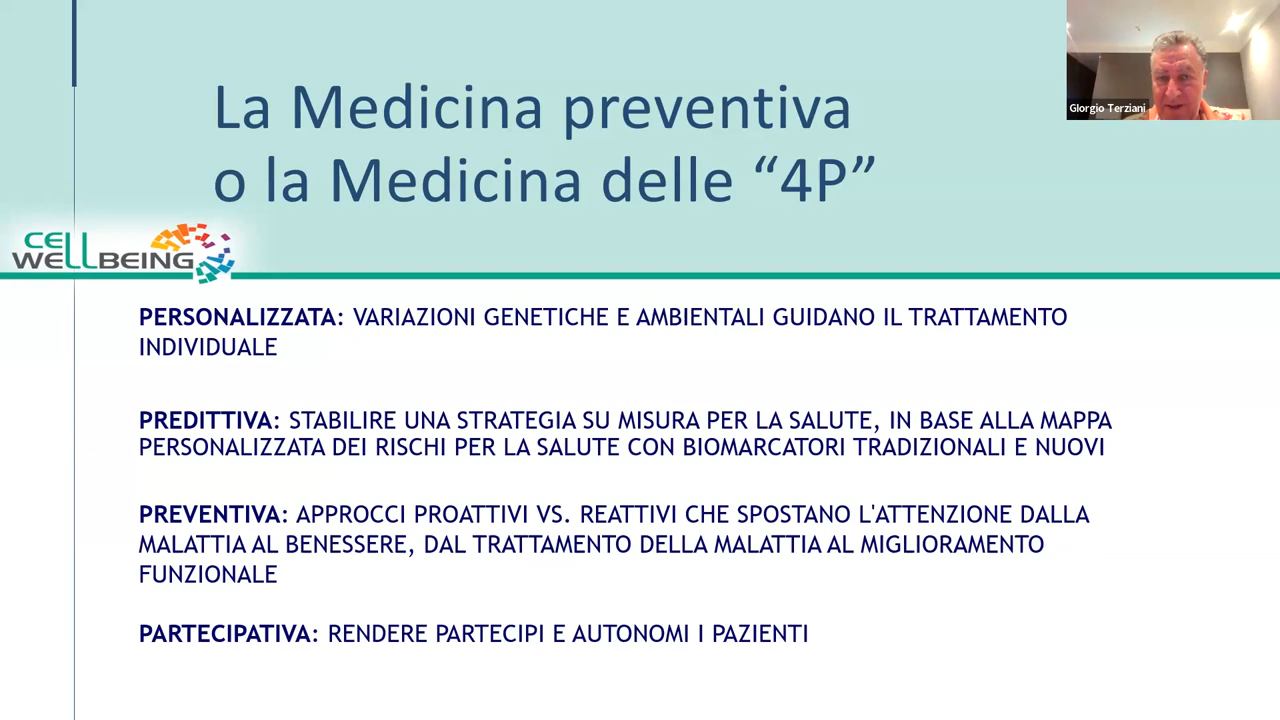 La Medicina preventiva
o la Medicina delle “4P”
GIorgio Terziani
CELL
WELLBEING
PERSONALIZZATA: VARIAZIONI GENETICHE E AMBIENTALI GUIDANO IL TRATTAMENTO
INDIVIDUALE
PREDITTIVA: STABILIRE UNA STRATEGIA SU MISURA PER LA SALUTE, IN BASE ALLA MAPPA
PERSONALIZZATA DEI RISCHI PER LA SALUTE CON BIOMARCATORI TRADIZIONALI E NUOVI
PREVENTIVA: APPROCCI PROATTIVI VS. REATTIVI CHE SPOSTANO L'ATTENZIONE DALLA
MALATTIA AL BENESSERE, DAL TRATTAMENTO DELLA MALATTIA AL MIGLIORAMENTO
FUNZIONALE
PARTECIPATIVA: RENDERE PARTECIPI E AUTONOMI I PAZIENTI